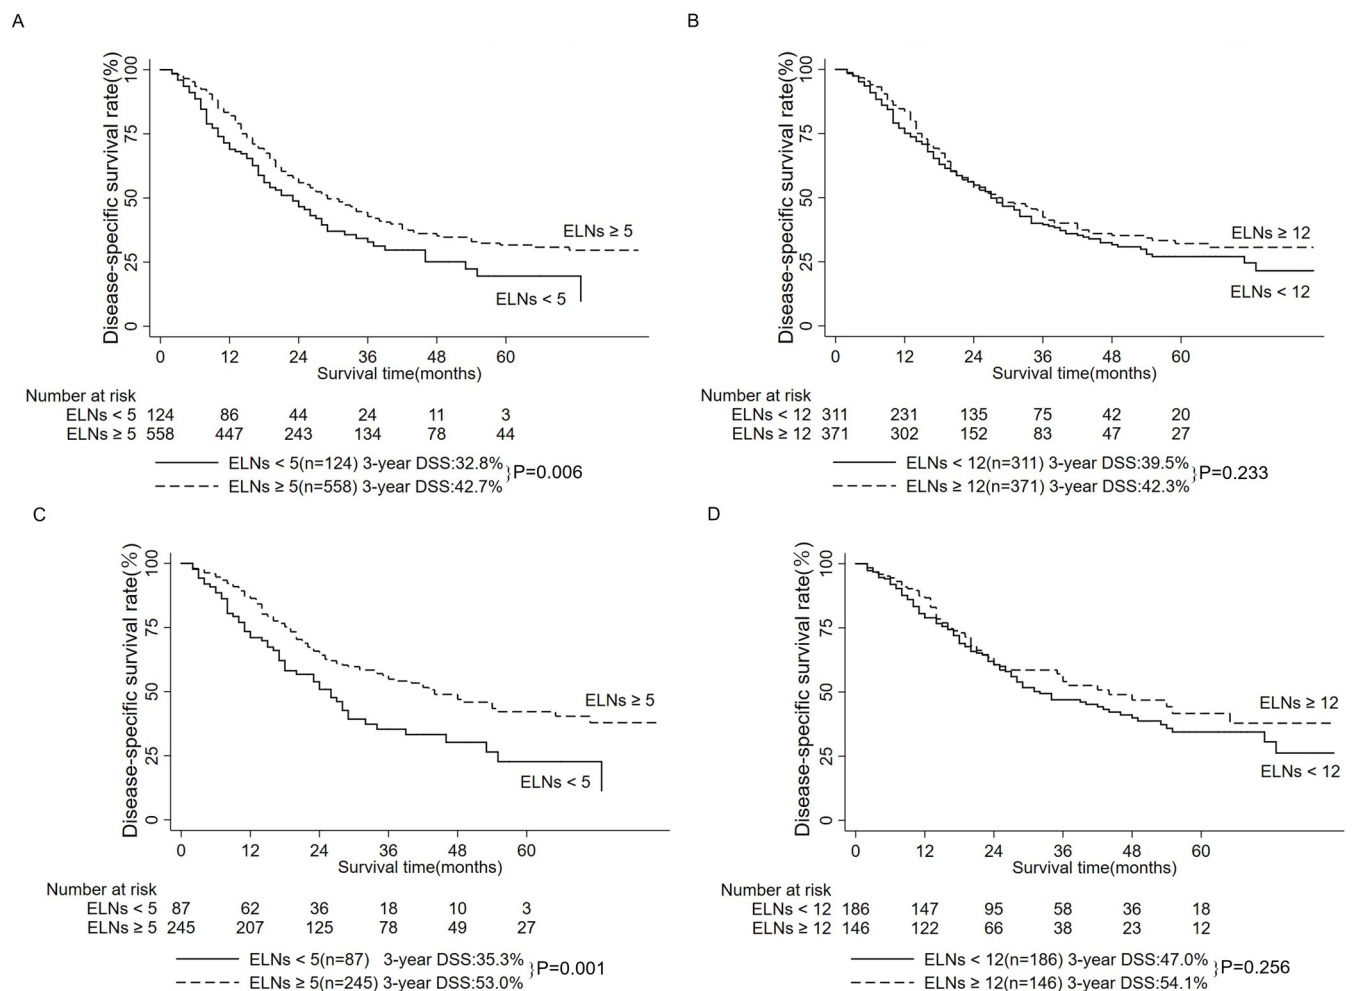 A
Disease-specific survival rate(%)
100
75
50
25
0
ELNs ≥ 5
ELNs < 5
0 12 24 36 48 60
Survival time(months)
Number at risk
ELNs < 5 124 86 44 24 11 3
ELNs ≥ 5 558 447 243 134 78 44
ELNs < 5(n=124) 3-year DSS:32.8%
ELNs ≥ 5(n=558) 3-year DSS:42.7%
}P=0.006
B
Disease-specific survival rate(%)
100
75
50
25
0
ELNs ≥ 12
ELNs < 12
0 12 24 36 48 60
Survival time(months)
Number at risk
ELNs < 12 311 231 135 75 42 20
ELNs ≥ 12 371 302 152 83 47 27
ELNs < 12(n=311) 3-year DSS:39.5%
ELNs ≥ 12(n=371) 3-year DSS:42.3%
}P=0.233
C
Disease-specific survival rate(%)
100
75
50
25
0
ELNs ≥ 5
ELNs < 5
0 12 24 36 48 60
Survival time(months)
Number at risk
ELNs < 5 87 62 36 18 10 3
ELNs ≥ 5 245 207 125 78 49 27
ELNs < 5(n=87) 3-year DSS:35.3%
ELNs ≥ 5(n=245) 3-year DSS:53.0%
}P=0.001
D
Disease-specific survival rate(%)
100
75
50
25
0
ELNs ≥ 12
ELNs < 12
0 12 24 36 48 60
Survival time(months)
Number at risk
ELNs < 12 186 147 95 58 36 18
ELNs ≥ 12 146 122 66 38 23 12
ELNs < 12(n=186) 3-year DSS:47.0%
ELNs ≥ 12(n=146) 3-year DSS:54.1%
}P=0.256